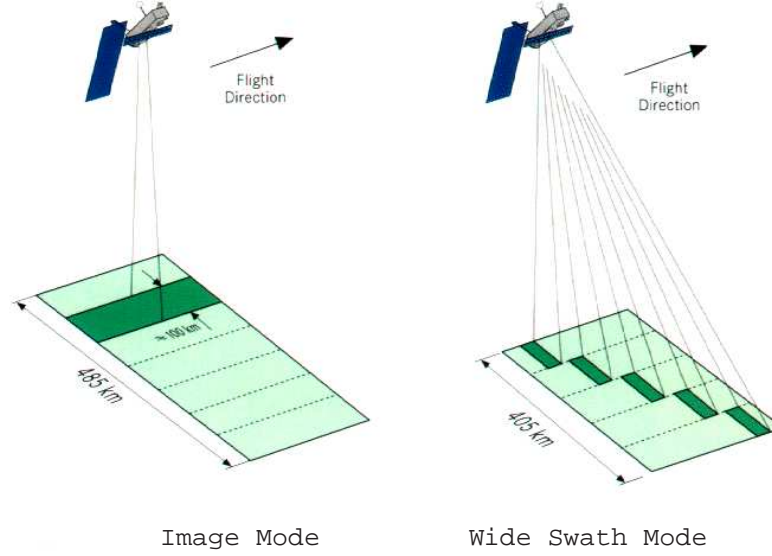 Flight
Direction
≈ 100 km
485 km
Image Mode
Flight
Direction
405 km
Wide Swath Mode